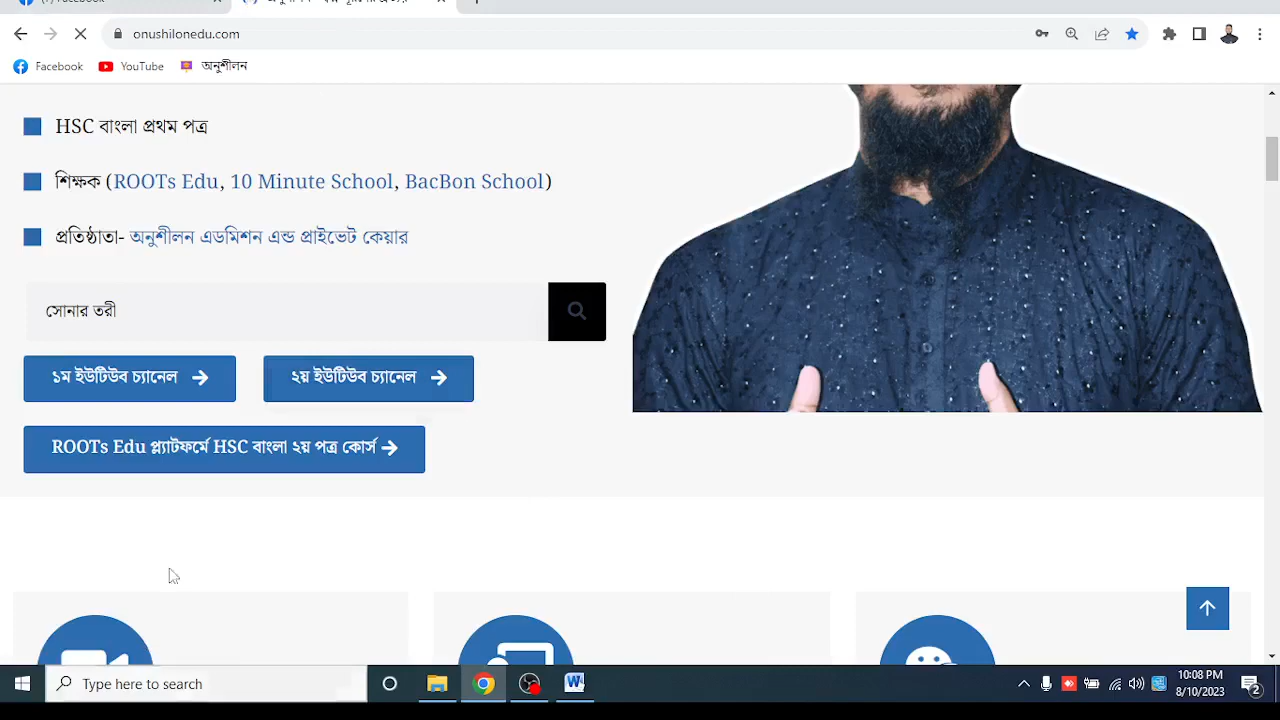 Facebook
onushilonedu.com
Facebook YouTube অনুশীলন
HSC বাংলা প্রথম পত্র
শিক্ষক (ROOTs Edu, 10 Minute School, BacBon School)
প্রতিষ্ঠাতা- অনুশীলন এডমিশন এন্ড প্রাইভেট কেয়ার
সোনার তরী
১ম ইউটিউব চ্যানেল
২য় ইউটিউব চ্যানেল
ROOTs Edu প্ল্যাটফর্মে HSC বাংলা ২য় পত্র কোর্স
Type here to search
10:08 PM
8/10/2023
2